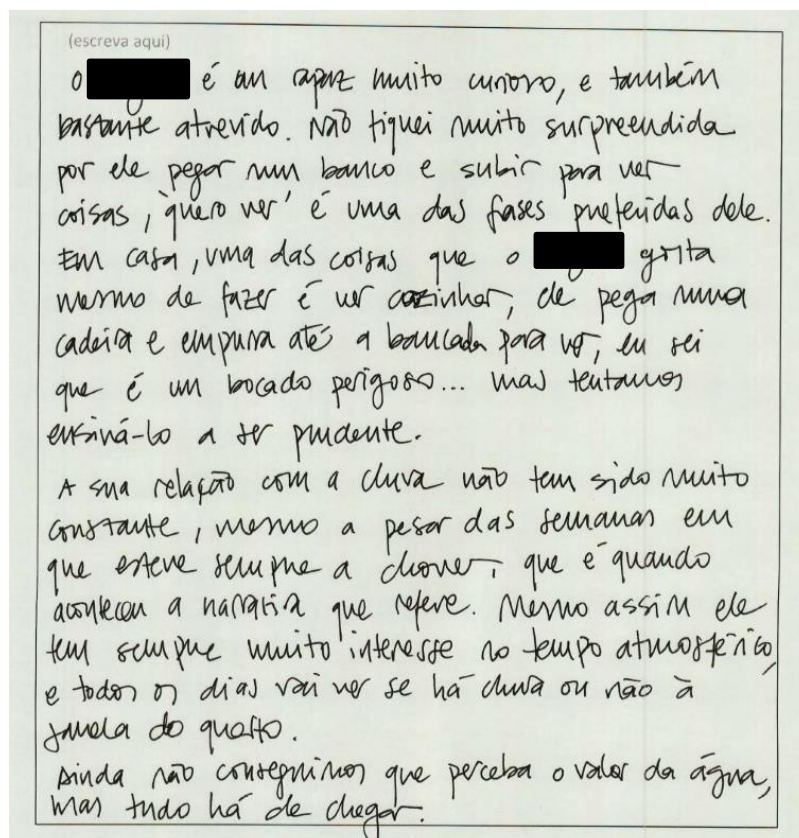 (escreva aqui)
O é um rapaz muito curioso, e também
bastante atrevido. Não fiquei muito surpreendida
por ele pegar num banco e subir para ver
coisas, 'quero ver' é uma das frases preferidas dele.
Em casa, uma das coisas que o gosta
mesmo de fazer é ver cozinhar, ele pega numa
cadeira e empurra até a bancada para ver, eu sei
que é um bocado perigoso... mas tentamos
ensiná-lo a ser prudente.
A sua relação com a chuva não tem sido muito
constante, mesmo a pesar das semanas em
que esteve sempre a chover, que é quando
aconteceu a narrativa que refere. Mesmo assim ele
tem sempre muito interesse no tempo atmosférico,
e todos os dias vai ver se há chuva ou não à
janela do quarto.
Ainda não conseguimos que perceba o valor da água,
mas tudo há de chegar.